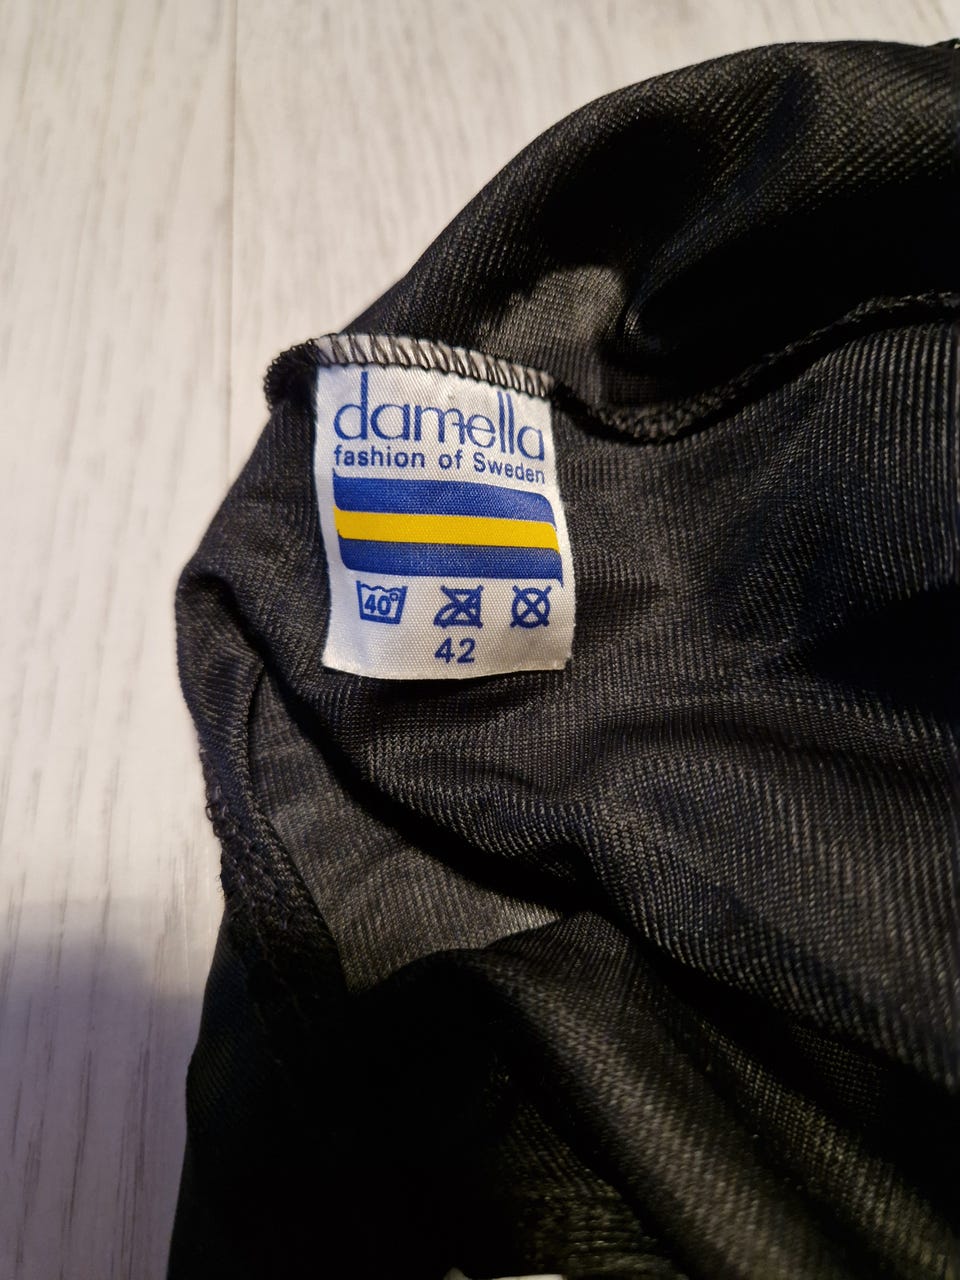 damella
fashion of Sweden
40°
42